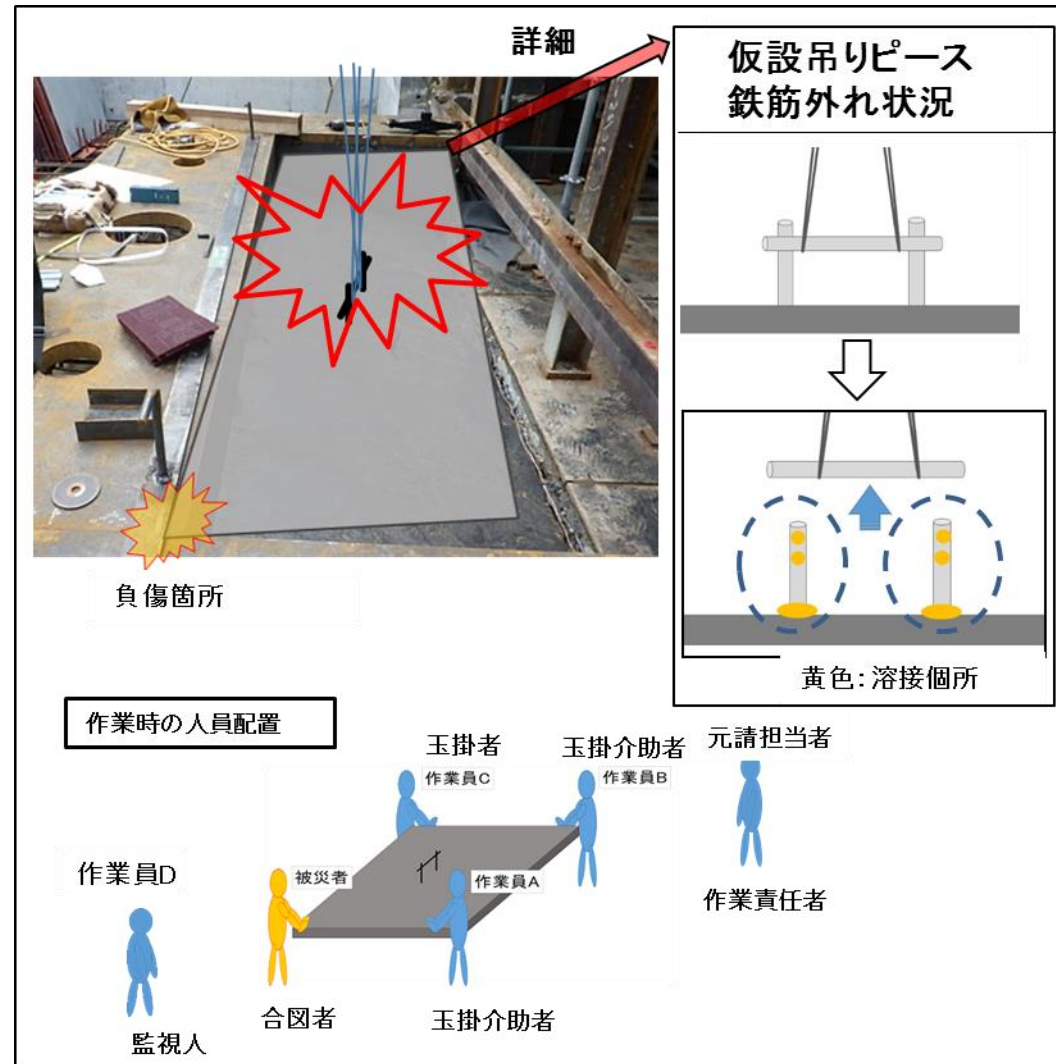 詳細
仮設吊りピース
鉄筋外れ状況
負傷箇所
黄色：溶接個所
作業時の人員配置
玉掛者
玉掛介助者
元請担当者
作業員C
作業員B
作業員D
被災者
作業員A
作業責任者
合図者
玉掛介助者
監視人